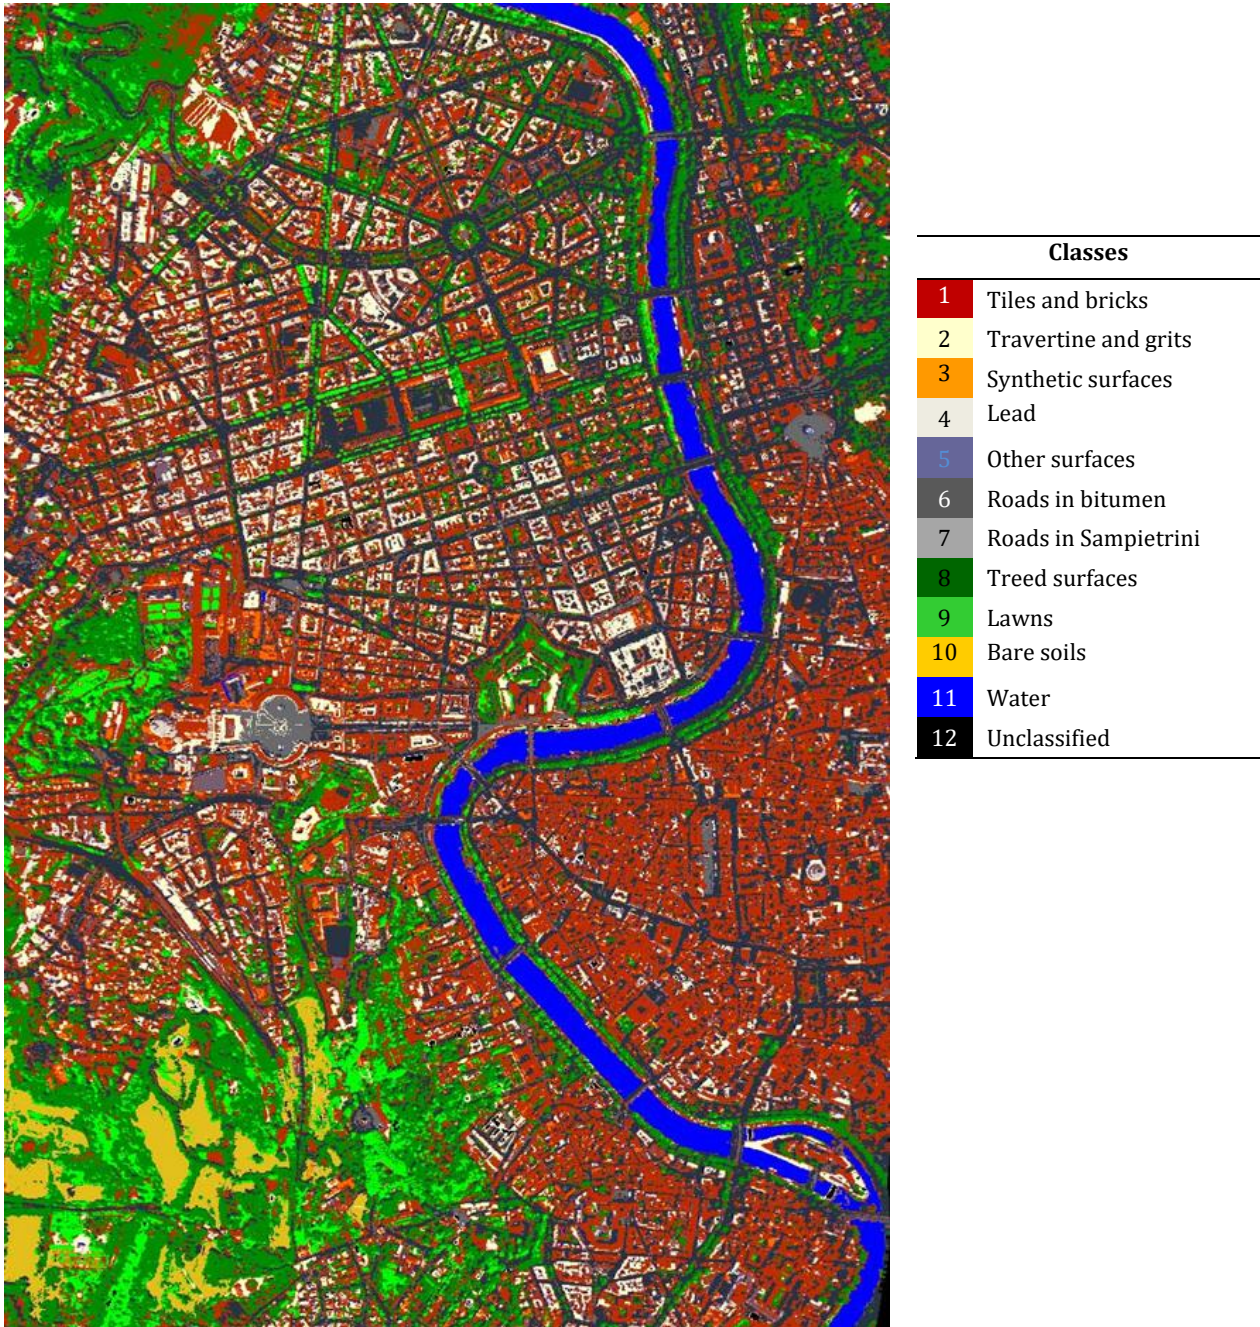 Classes
1 Tiles and bricks
2 Travertine and grits
3 Synthetic surfaces
4 Lead
5 Other surfaces
6 Roads in bitumen
7 Roads in Sampietrini
8 Treed surfaces
9 Lawns
10 Bare soils
11 Water
12 Unclassified